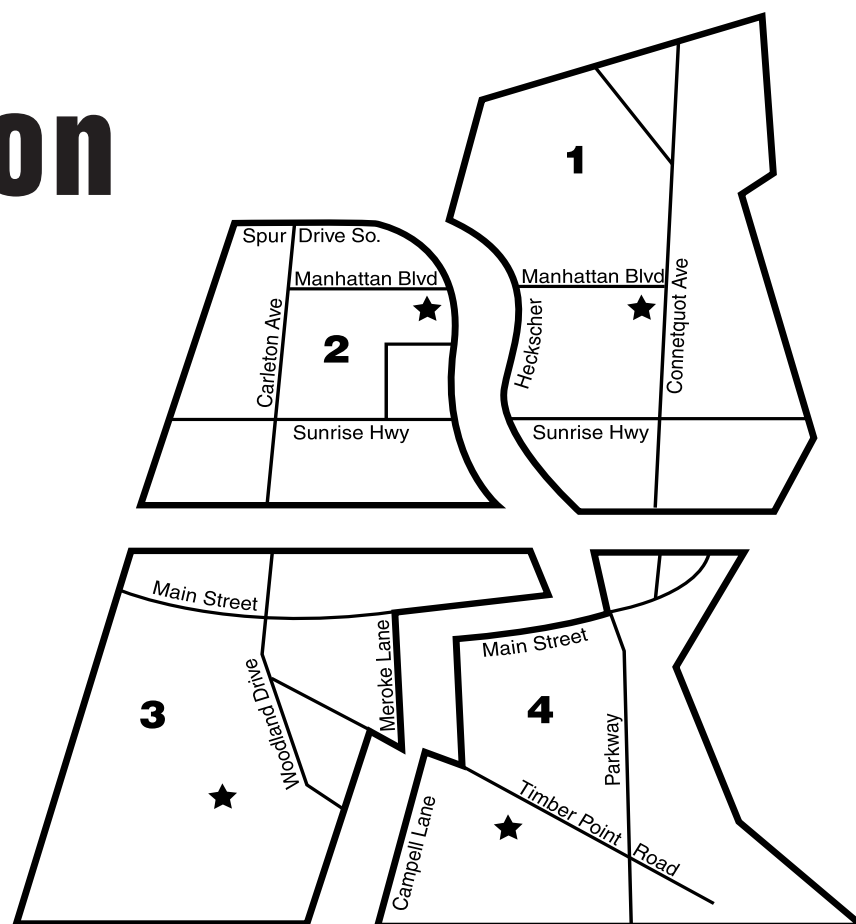 on
1
Spur Drive So.
Manhattan Blvd
Manhattan Blvd
Connetquot Ave
Carleton Ave
Heckscher
2
Sunrise Hwy
Sunrise Hwy
Main Street
Main Street
Meroke Lane
Woodland Drive
3
4
Parkway
Timber Point Road
Campell Lane